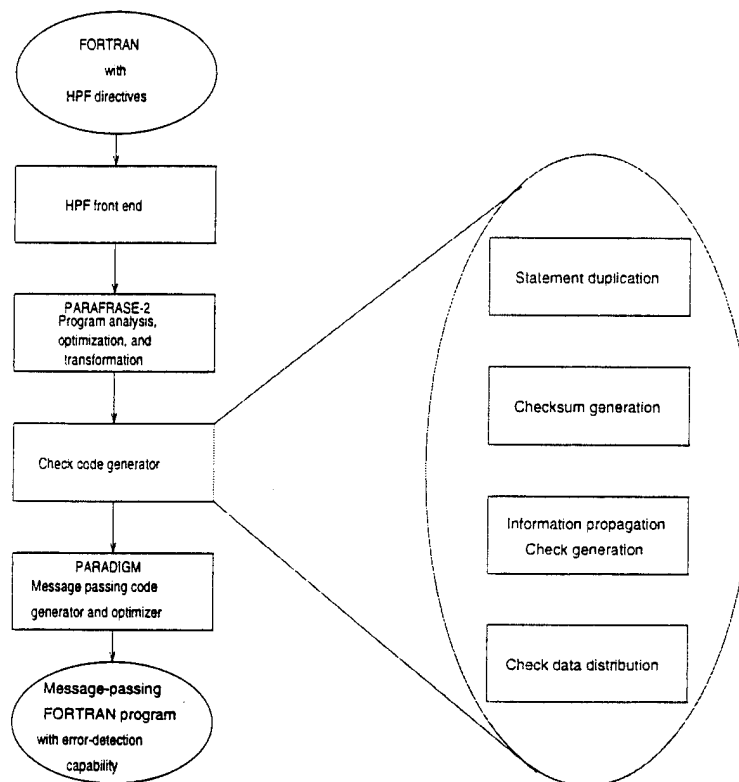 FORTRAN
with
HPF directives
HPF front end
PARAFRASE-2
Program analysis,
optimization, and
transformation
Check code generator
PARADIGM
Message passing code
generator and optimizer
Message-passing
FORTRAN program
with error-detection
capability
Statement duplication
Checksum generation
Information propagation
Check generation
Check data distribution